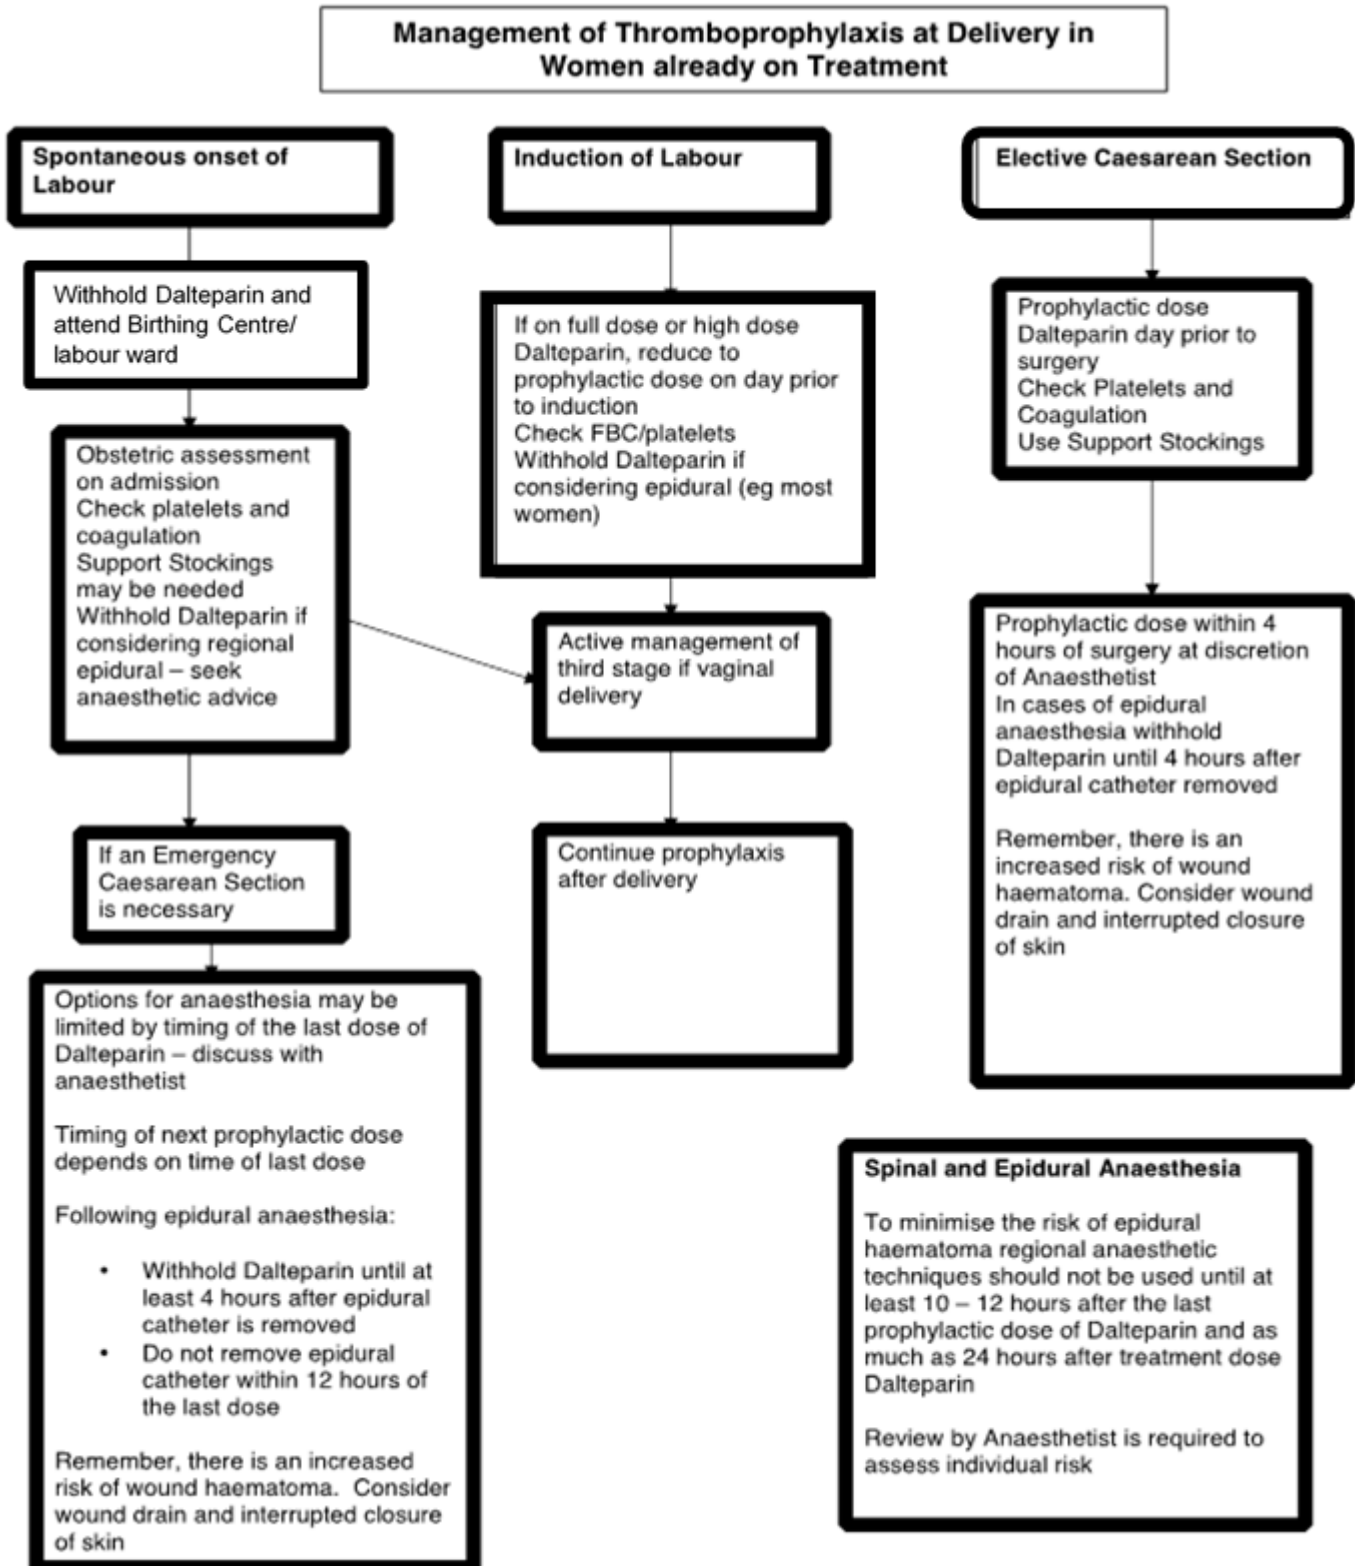 Management of Thromboprophylaxis at Delivery in
Women already on Treatment
Spontaneous onset of
Labour
Withhold Dalteparin and
attend Birthing Centre/
labour ward
Obstetric assessment
on admission
Check platelets and
coagulation
Support Stockings
may be needed
Withhold Dalteparin if
considering regional
epidural – seek
anaesthetic advice
If an Emergency
Caesarean Section
is necessary
Options for anaesthesia may be
limited by timing of the last dose of
Dalteparin – discuss with
anaesthetist
Timing of next prophylactic dose
depends on time of last dose
Following epidural anaesthesia:
• Withhold Dalteparin until at
least 4 hours after epidural
catheter is removed
• Do not remove epidural
catheter within 12 hours of
the last dose
Remember, there is an increased
risk of wound haematoma. Consider
wound drain and interrupted closure
of skin
Induction of Labour
If on full dose or high dose
Dalteparin, reduce to
prophylactic dose on day prior
to induction
Check FBC/platelets
Withhold Dalteparin if
considering epidural (eg most
women)
Active management of
third stage if vaginal
delivery
Continue prophylaxis
after delivery
Elective Caesarean Section
Prophylactic dose
Dalteparin day prior to
surgery
Check Platelets and
Coagulation
Use Support Stockings
Prophylactic dose within 4
hours of surgery at discretion
of Anaesthetist
In cases of epidural
anaesthesia withhold
Dalteparin until 4 hours after
epidural catheter removed
Remember, there is an
increased risk of wound
haematoma. Consider wound
drain and interrupted closure
of skin
Spinal and Epidural Anaesthesia
To minimise the risk of epidural
haematoma regional anaesthetic
techniques should not be used until at
least 10 – 12 hours after the last
prophylactic dose of Dalteparin and as
much as 24 hours after treatment dose
Dalteparin
Review by Anaesthetist is required to
assess individual risk